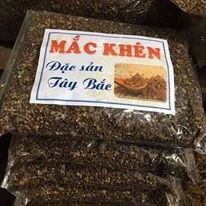 MẮC KHÉN
Đặc sản
Tây Bắc